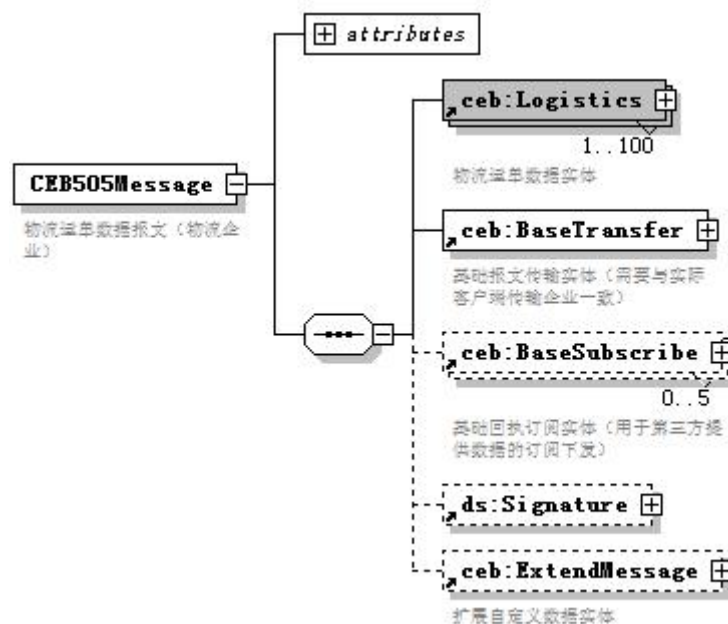 attributes
ceb:Logistics
1..100
物流运单数据实体
CEB505Message
物流运单数据报文（物流企
业）
ceb:BaseTransfer
基础报文传输实体（需要与实际
客户端传输企业一致）
ceb:BaseSubscribe
0..5
基础回执订阅实体（用于第三方提
供数据的订阅下发）
ds:Signature
ceb:ExtendMessage
扩展自定义数据实体